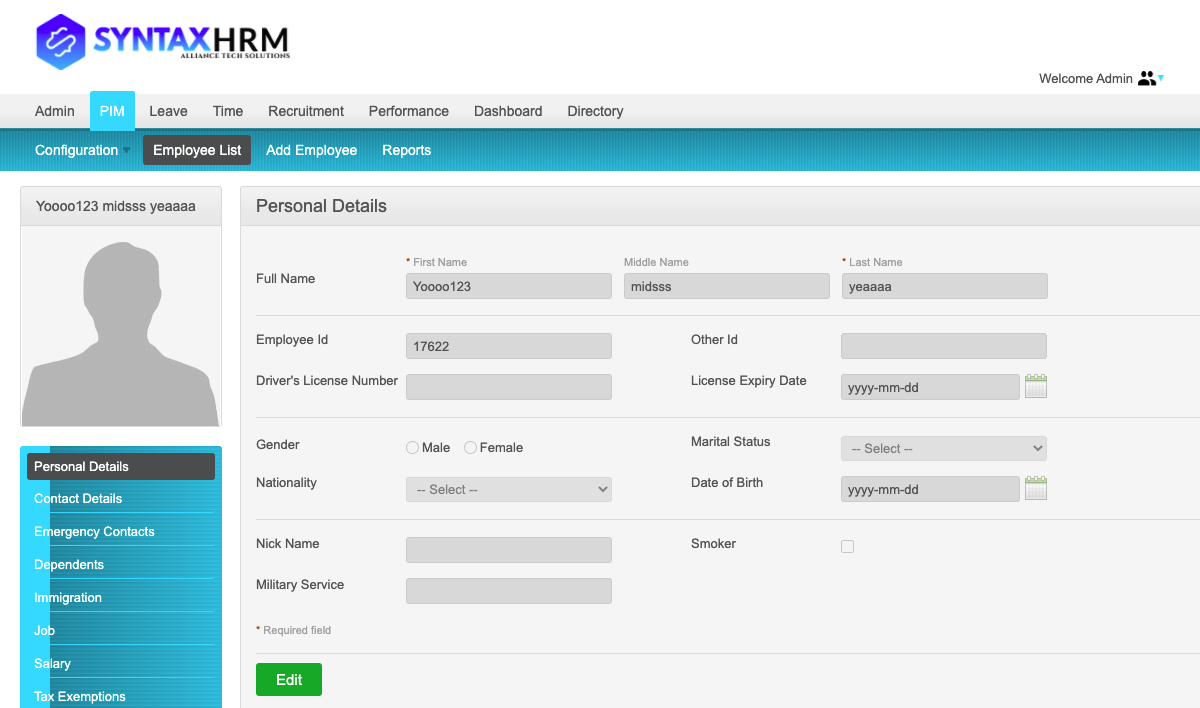 SYNTAXHRM
ALLIANCE TECH SOLUTIONS
Welcome Admin
Admin PIM Leave Time Recruitment Performance Dashboard Directory
Configuration Employee List Add Employee Reports
Yoooo123 midsss yeaaaa
Personal Details
* First Name Middle Name * Last Name
Full Name Yoooo123 midsss yeaaaa
Employee Id 17622 Other Id
Driver's License Number License Expiry Date yyyy-mm-dd
Gender Male Female Marital Status -- Select --
Nationality -- Select -- Date of Birth yyyy-mm-dd
Nick Name Smoker
Military Service
* Required field
Edit
Personal Details
Contact Details
Emergency Contacts
Dependents
Immigration
Job
Salary
Tax Exemptions